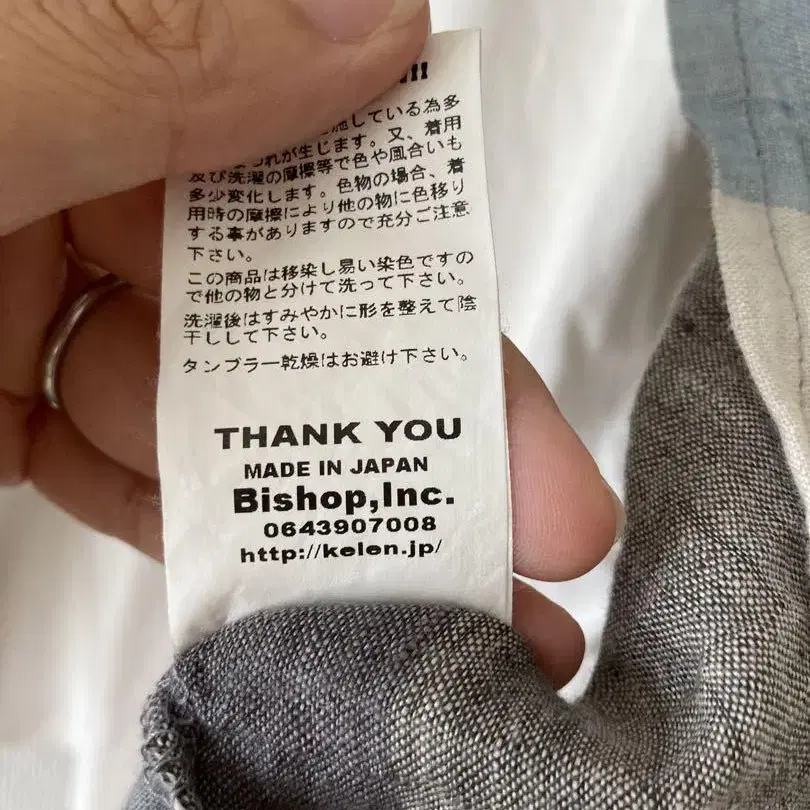 !!
施している為多
れが生じます。又、着用
及び洗濯の摩擦等で色や風合いも
多少変化します。色物の場合、着
用時の摩擦により他の物に色移り
する事がありますので充分ご注意
下さい。
この商品は移染し易い染色ですの
で他の物と分けて洗って下さい。
洗濯後はすみやかに形を整えて陰
干しして下さい。
タンブラー乾燥はお避け下さい。
THANK YOU
MADE IN JAPAN
Bishop,Inc.
0643907008
http://kelen.jp/